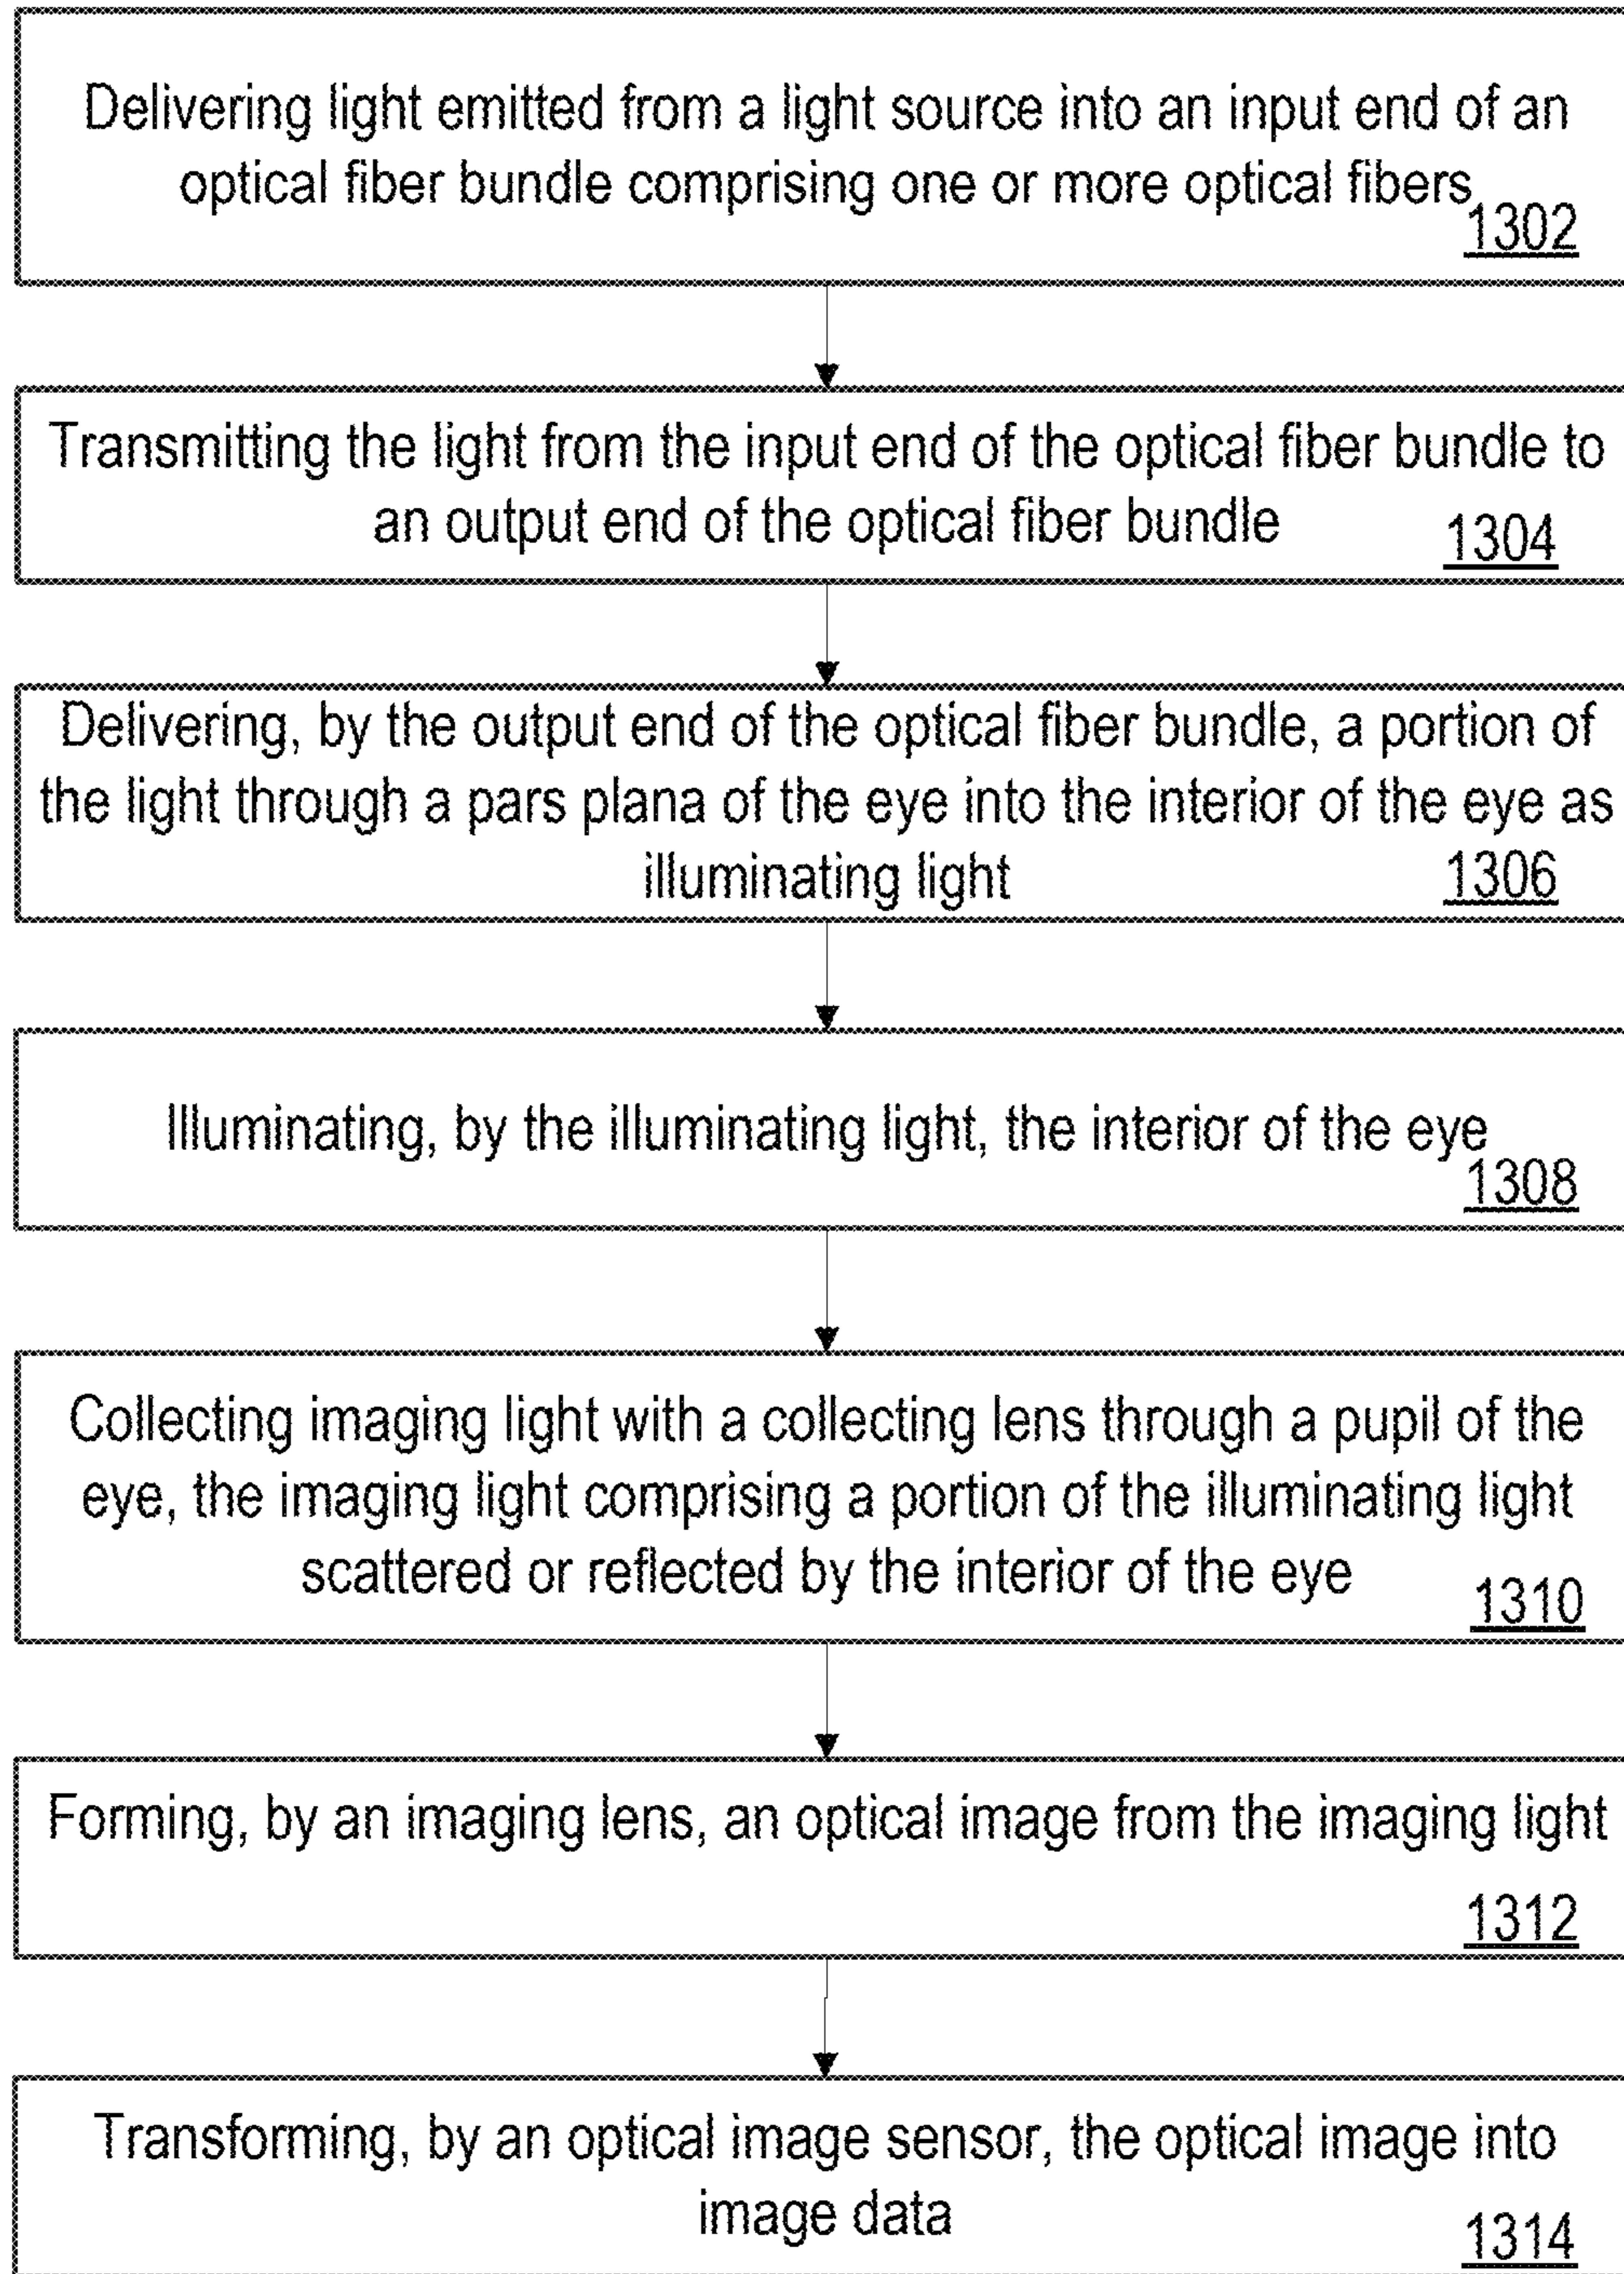 Delivering light emitted from a light source into an input end of an
optical fiber bundle comprising one or more optical fibers
1302
Transmitting the light from the input end of the optical fiber bundle to
an output end of the optical fiber bundle
1304
Delivering, by the output end of the optical fiber bundle, a portion of
the light through a pars plana of the eye into the interior of the eye as
illuminating light
1306
Illuminating, by the illuminating light, the interior of the eye
1308
Collecting imaging light with a collecting lens through a pupil of the
eye, the imaging light comprising a portion of the illuminating light
scattered or reflected by the interior of the eye
1310
Forming, by an imaging lens, an optical image from the imaging light
1312
Transforming, by an optical image sensor, the optical image into
image data
1314